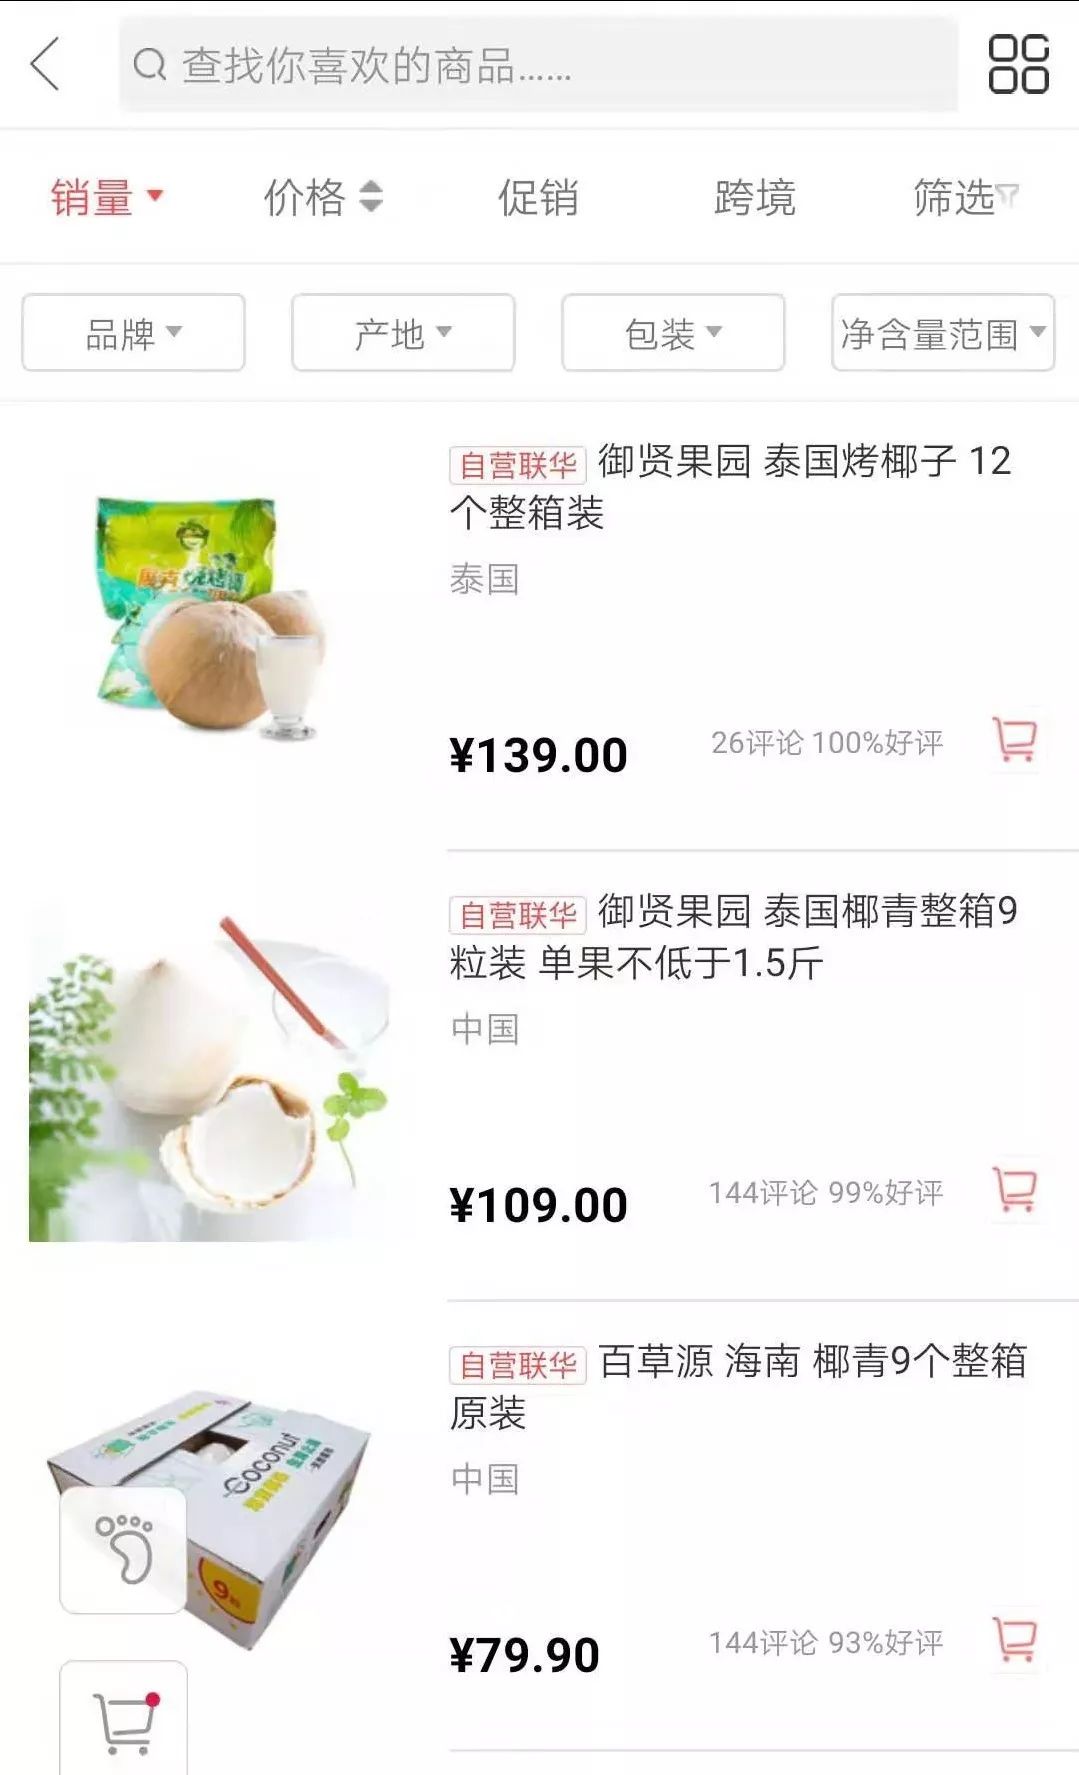 查找你喜欢的商品......
销量 价格 促销 跨境 筛选
品牌 产地 包装 净含量范围
自营联华 御贤果园 泰国烤椰子 12
个整箱装
泰国
¥139.00 26评论 100%好评
自营联华 御贤果园 泰国椰青整箱9
粒装 单果不低于1.5斤
中国
¥109.00 144评论 99%好评
自营联华 百草源 海南 椰青9个整箱
原装
中国
Coconut
9
¥79.90 144评论 93%好评